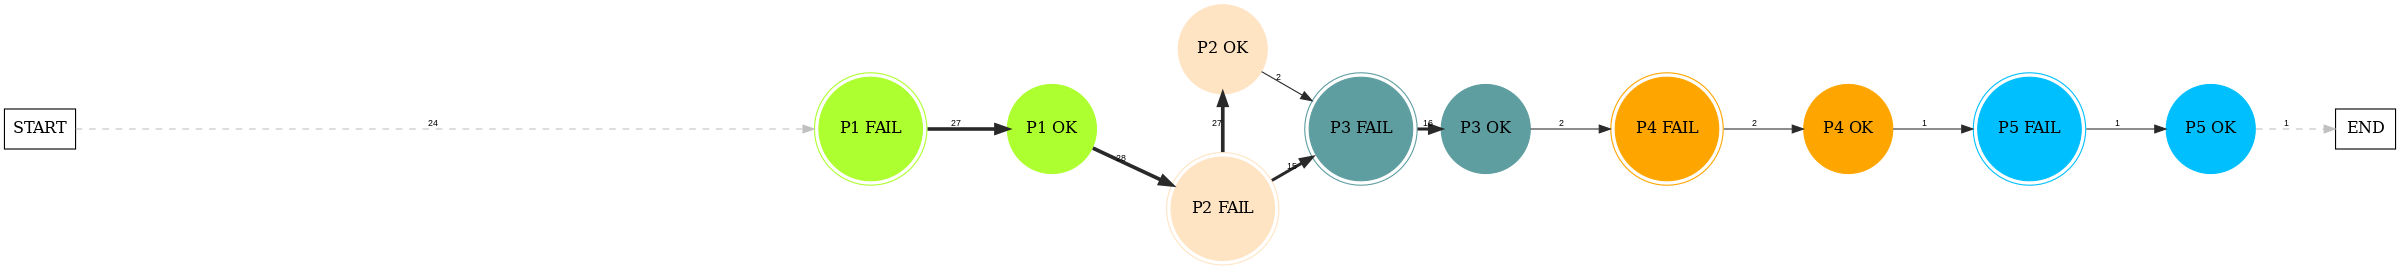 START
24
P1 FAIL
27
P1 OK
28
P2 OK
27
P2 FAIL
2
15
P3 FAIL
16
P3 OK
2
P4 FAIL
2
P4 OK
1
P5 FAIL
1
P5 OK
1
END